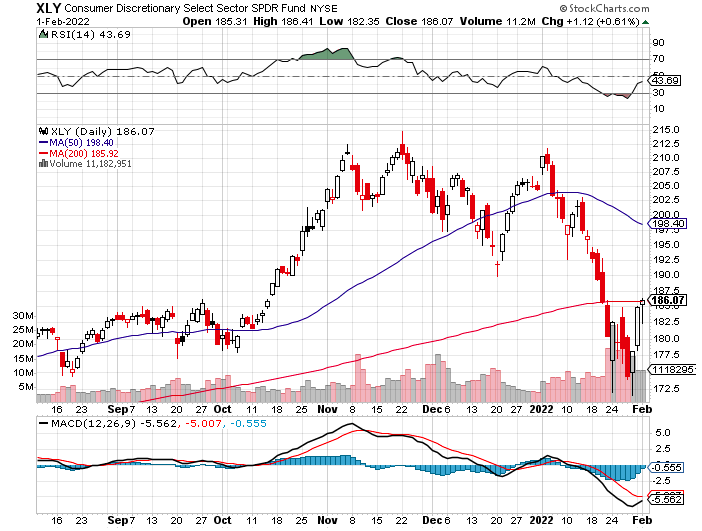 XLY Consumer Discretionary Select Sector SPDR Fund NYSE © StockCharts.com
1-Feb-2022 Open 185.31 High 186.41 Low 182.35 Close 186.07 Volume 11.2M Chg +1.12 (+0.61%)
RSI(14) 43.69
90
70
50
43.69
30
10
XLY (Daily) 186.07
MA(50) 198.40
MA(200) 185.92
Volume 11,182,951
215.0
212.5
210.0
207.5
205.0
202.5
200.0
198.40
197.5
195.0
192.5
190.0
187.5
186.07
185.0
182.5
180.0
177.5
175.0
1118295
172.5
30M
25M
20M
15M
10M
5M
16 23 Sep 7 13 20 27 Oct 11 18 25 Nov 8 15 22 Dec 6 13 20 27 2022 10 18 24 Feb
MACD(12,26,9) -5.562, -5.007, -0.555
5.0
2.5
-0.555
-2.5
-5.007
-5.562
16 23 Sep 7 13 20 27 Oct 11 18 25 Nov 8 15 22 Dec 6 13 20 27 2022 10 18 24 Feb